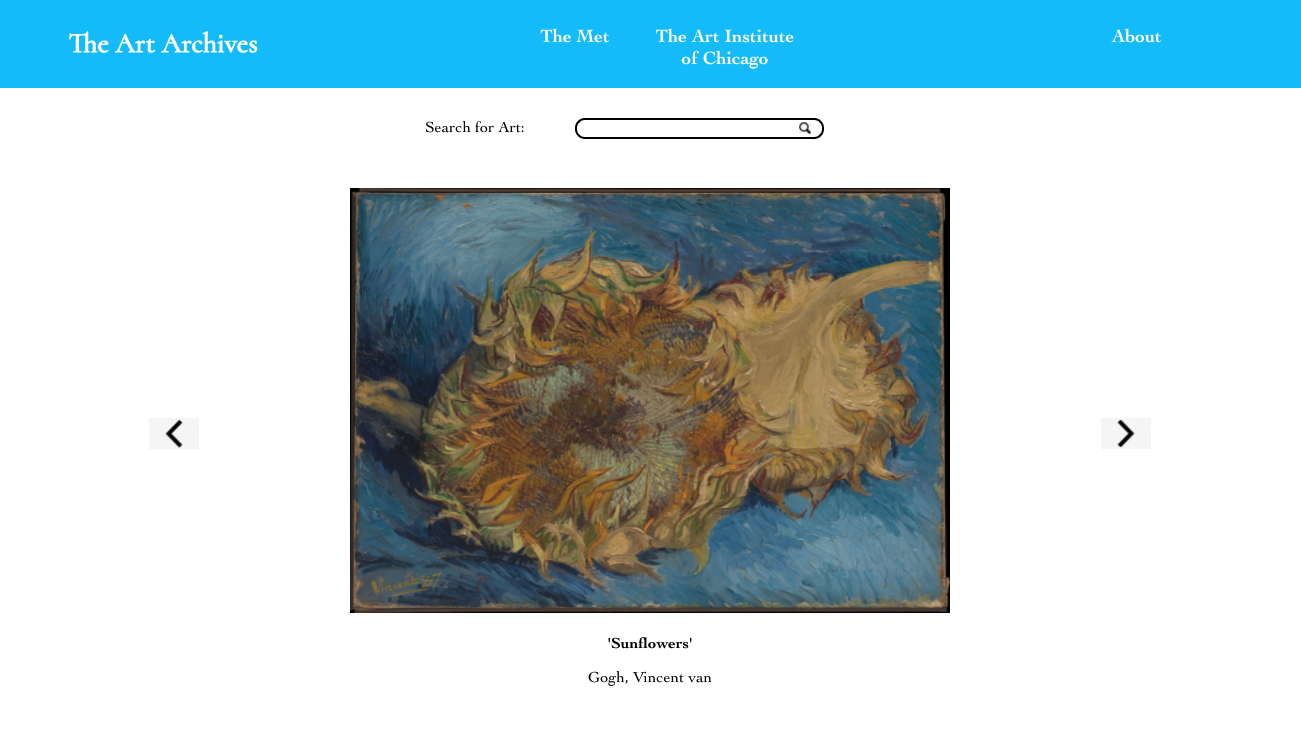 The Art Archives
The Met
The Art Institute
of Chicago
About
Search for Art:
Vincent 87
'Sunflowers'
Gogh, Vincent van